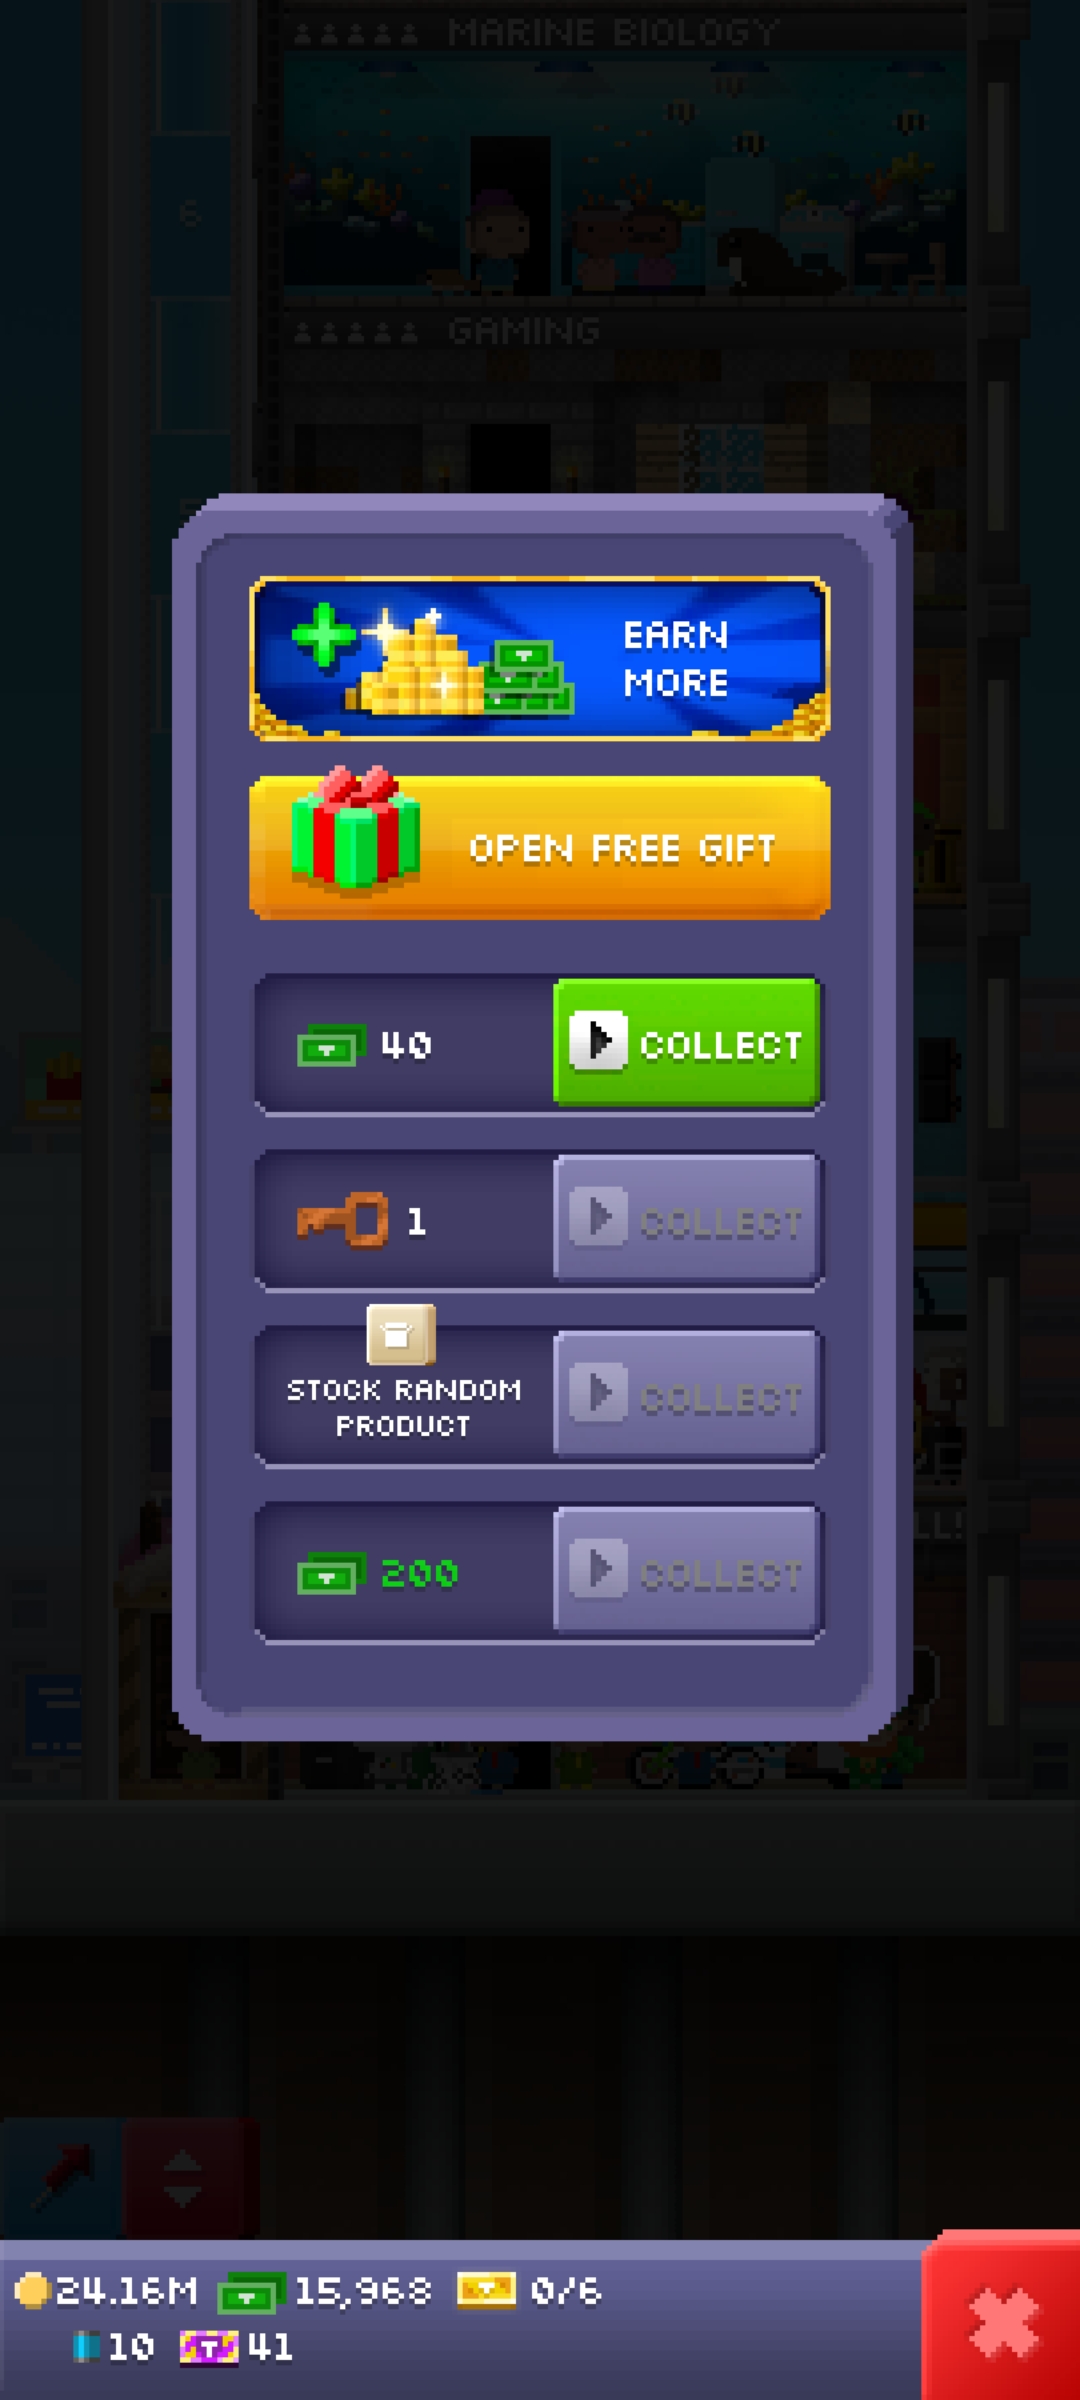 MARINE BIOLOGY
6
GAMING
EARN
MORE
OPEN FREE GIFT
40
COLLECT
1
COLLECT
STOCK RANDOM
PRODUCT
COLLECT
200
COLLECT
24.16M 15,968 0/6
10 41